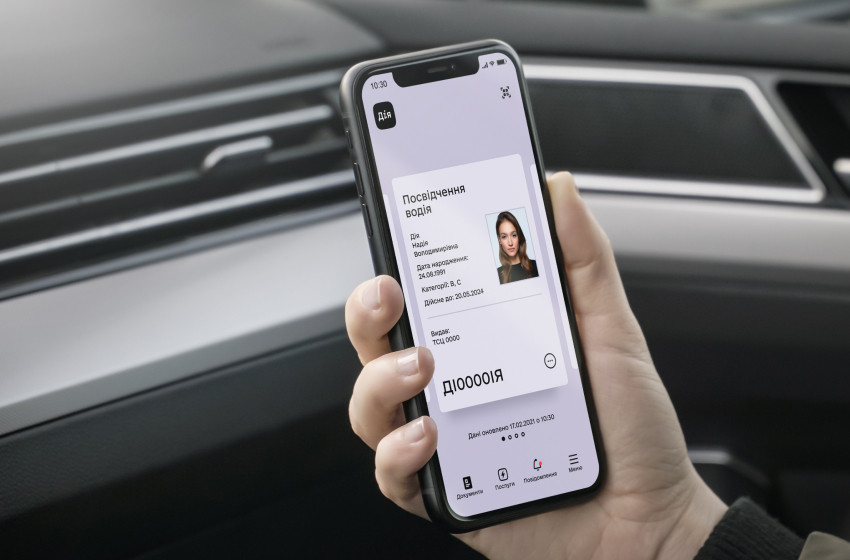 10:30
Дія
Посвідчення
водія
Дія
Надія
Володимирівна
Дата народження:
24.08.1991
Категорії: B, C
Дійсне до: 20.05.2024
Видав:
ТСЦ 0000
ДІ0000ІЯ
Дані оновлено 17.02.2021 о 10:30
Документи
Послуги
Повідомлення
Меню